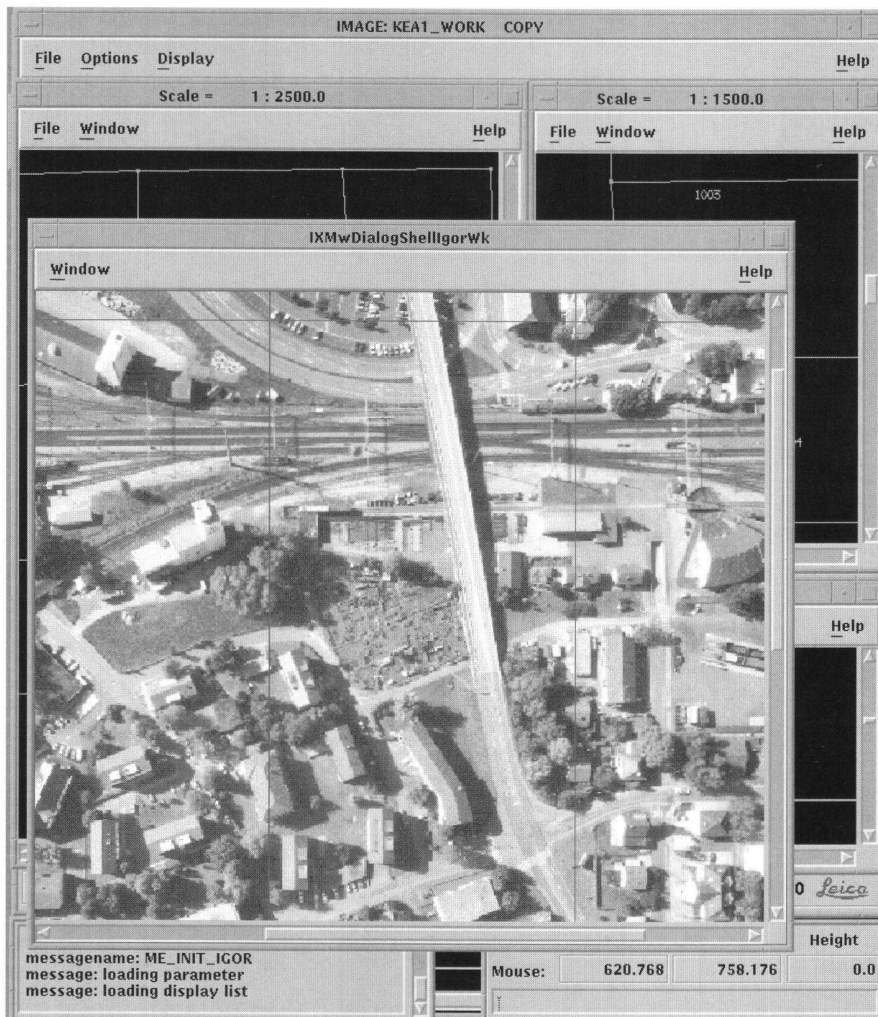 IMAGE: KEA1_WORK COPY
File Options Display Help
Scale = 1 : 2500.0
Scale = 1 : 1500.0
File Window Help
File Window Help
1003
IXMwDialogShellIgorWk
Window Help
Help
0 Leica
messagename: ME_INIT_IGOR
message: loading parameter
message: loading display list
Height
Mouse: 620.768 758.176 0.0